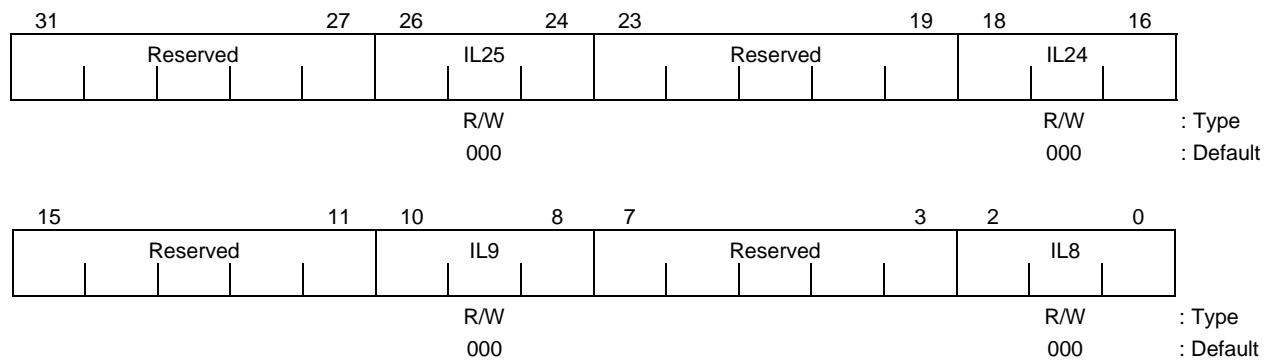 31 27 26 24 23 19 18 16
Reserved IL25 Reserved IL24
R/W R/W : Type
000 000 : Default
15 11 10 8 7 3 2 0
Reserved IL9 Reserved IL8
R/W R/W : Type
000 000 : Default